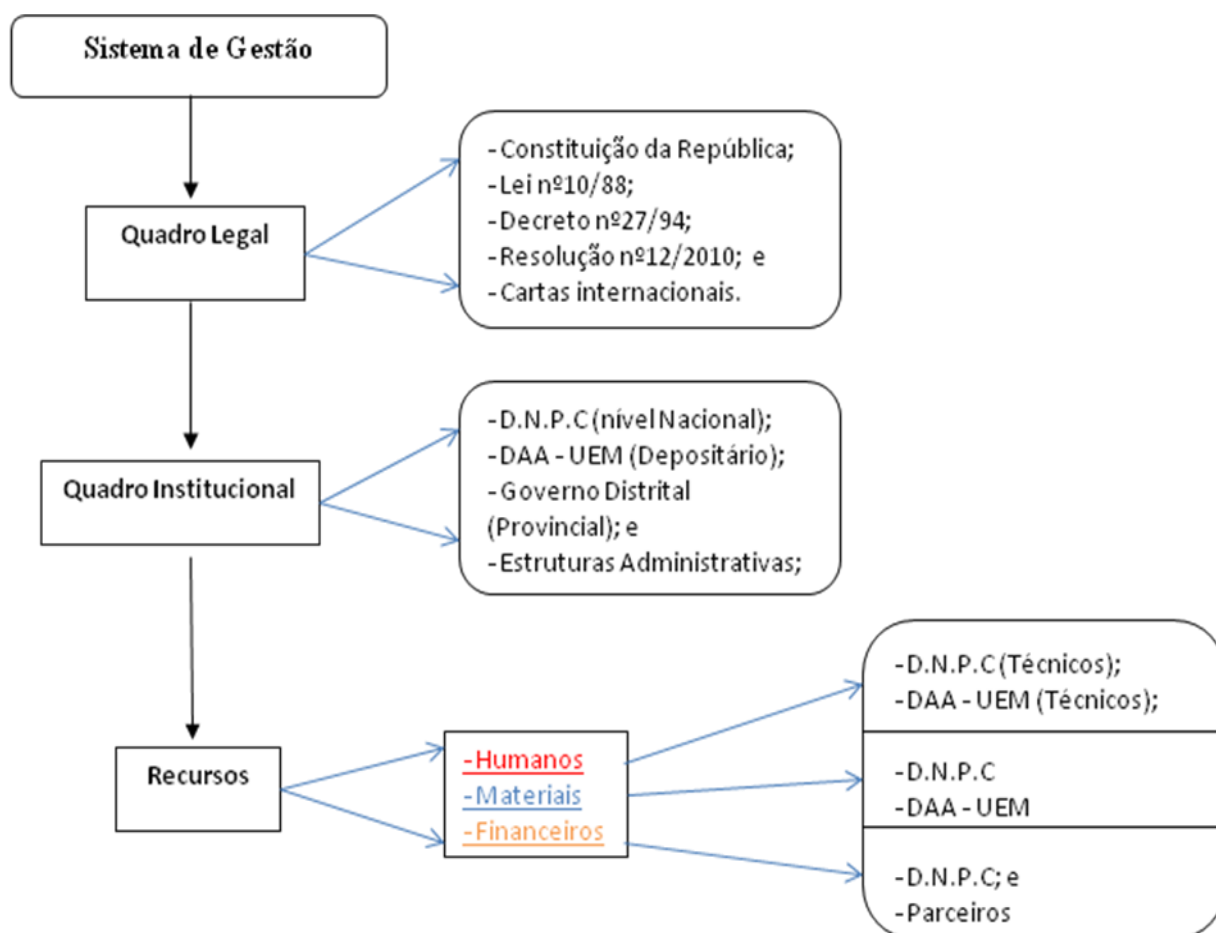 Sistema de Gestão
-Constituição da República;
-Lei nº10/88;
-Decreto nº27/94;
-Resolução nº12/2010; e
-Cartas internacionais.
Quadro Legal
-D.N.P.C (nível Nacional);
-DAA - UEM (Depositário);
-Governo Distrital
(Provincial); e
-Estruturas Administrativas;
Quadro Institucional
Recursos
-Humanos
-Materiais
-Financeiros
-D.N.P.C (Técnicos);
-DAA - UEM (Técnicos);
-D.N.P.C
-DAA - UEM
-D.N.P.C; e
-Parceiros